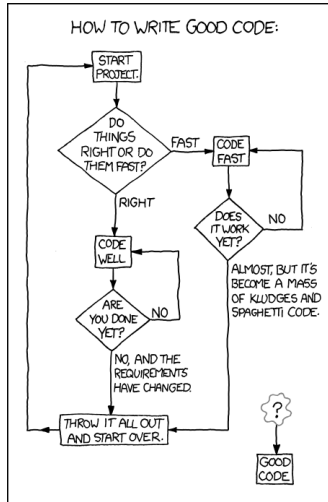 HOW TO WRITE GOOD CODE:
START
PROJECT.
DO
THINGS
RIGHT OR DO
THEM FAST?
FAST
CODE
FAST
RIGHT
DOES
IT WORK
YET?
NO
CODE
WELL
ALMOST, BUT IT'S
BECOME A MASS
OF KLUDGES AND
SPAGHETTI CODE.
ARE
YOU DONE
YET?
NO
NO, AND THE
REQUIREMENTS
HAVE CHANGED.
THROW IT ALL OUT
AND START OVER.
?
GOOD
CODE